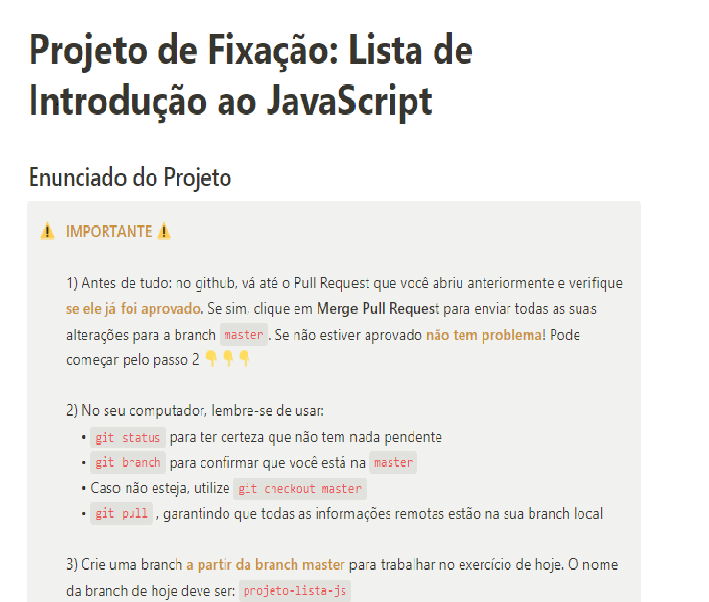 Projeto de Fixação: Lista de
Introdução ao JavaScript
Enunciado do Projeto
⚠️ IMPORTANTE ⚠️
1) Antes de tudo: no github, vá até o Pull Request que você abriu anteriormente e verifique
se ele já foi aprovado. Se sim, clique em Merge Pull Request para enviar todas as suas
alterações para a branch master. Se não estiver aprovado não tem problema! Pode
começar pelo passo 2 👇👇👇
2) No seu computador, lembre-se de usar:
• git status para ter certeza que não tem nada pendente
• git branch para confirmar que você está na master
• Caso não esteja, utilize git checkout master
• git pull , garantindo que todas as informações remotas estão na sua branch local
3) Crie uma branch a partir da branch master para trabalhar no exercício de hoje. O nome
da branch de hoje deve ser: projeto-lista-js